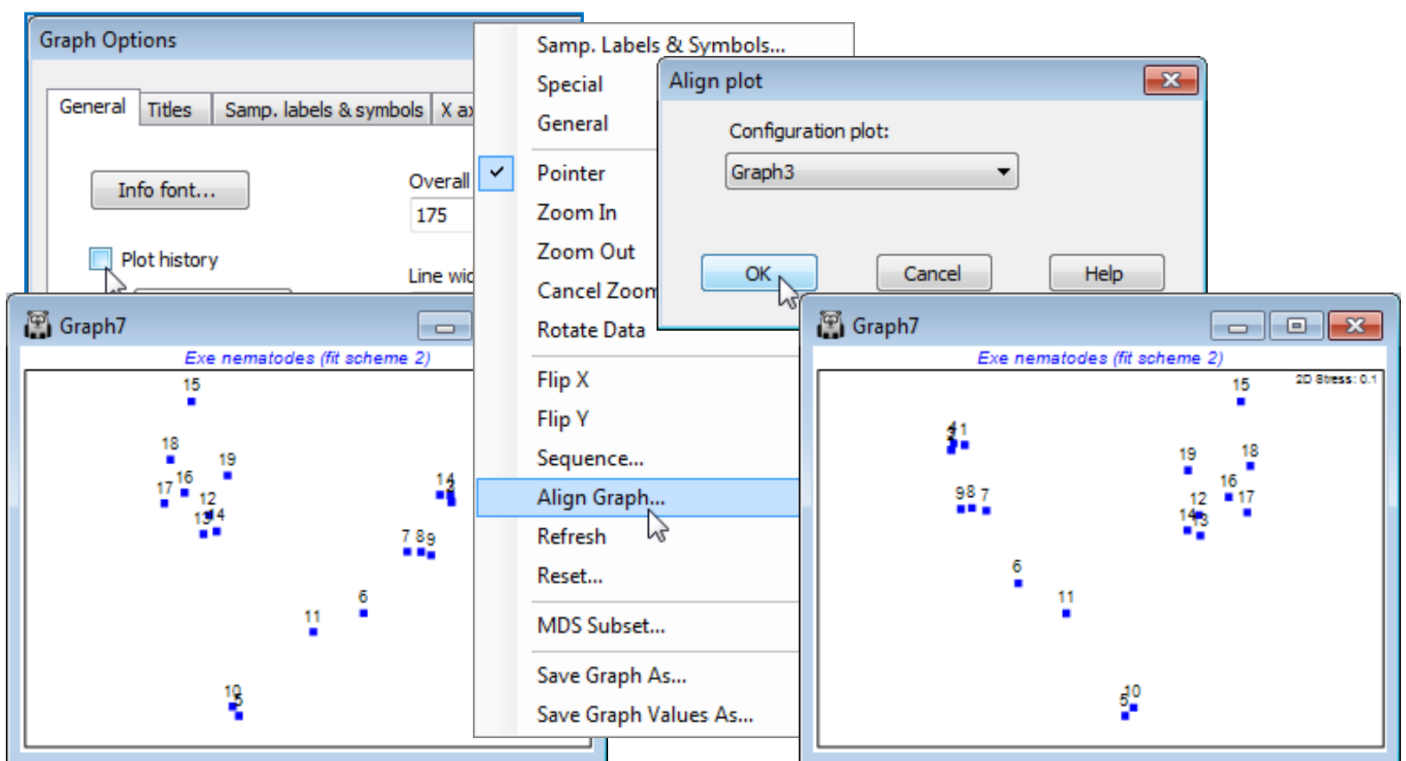 Graph Options
General
Titles
Samp. labels & symbols
X ax
Info font...
Overall
175
Plot history
Line wid
Samp. Labels & Symbols...
Special
General
Pointer
Zoom In
Zoom Out
Cancel Zoom
Rotate Data
Flip X
Flip Y
Sequence...
Align Graph...
Refresh
Reset...
MDS Subset...
Save Graph As...
Save Graph Values As...
Align plot
Configuration plot:
Graph3
OK
Cancel
Help
Graph7
Exe nematodes (fit scheme 2)
15
18
19
16
17
12
13
14
1
7
8
9
6
11
10
5
Graph7
Exe nematodes (fit scheme 2)
2D Stress: 0.1
15
1
19
18
16
17
9
8
7
12
14
13
6
11
10
5